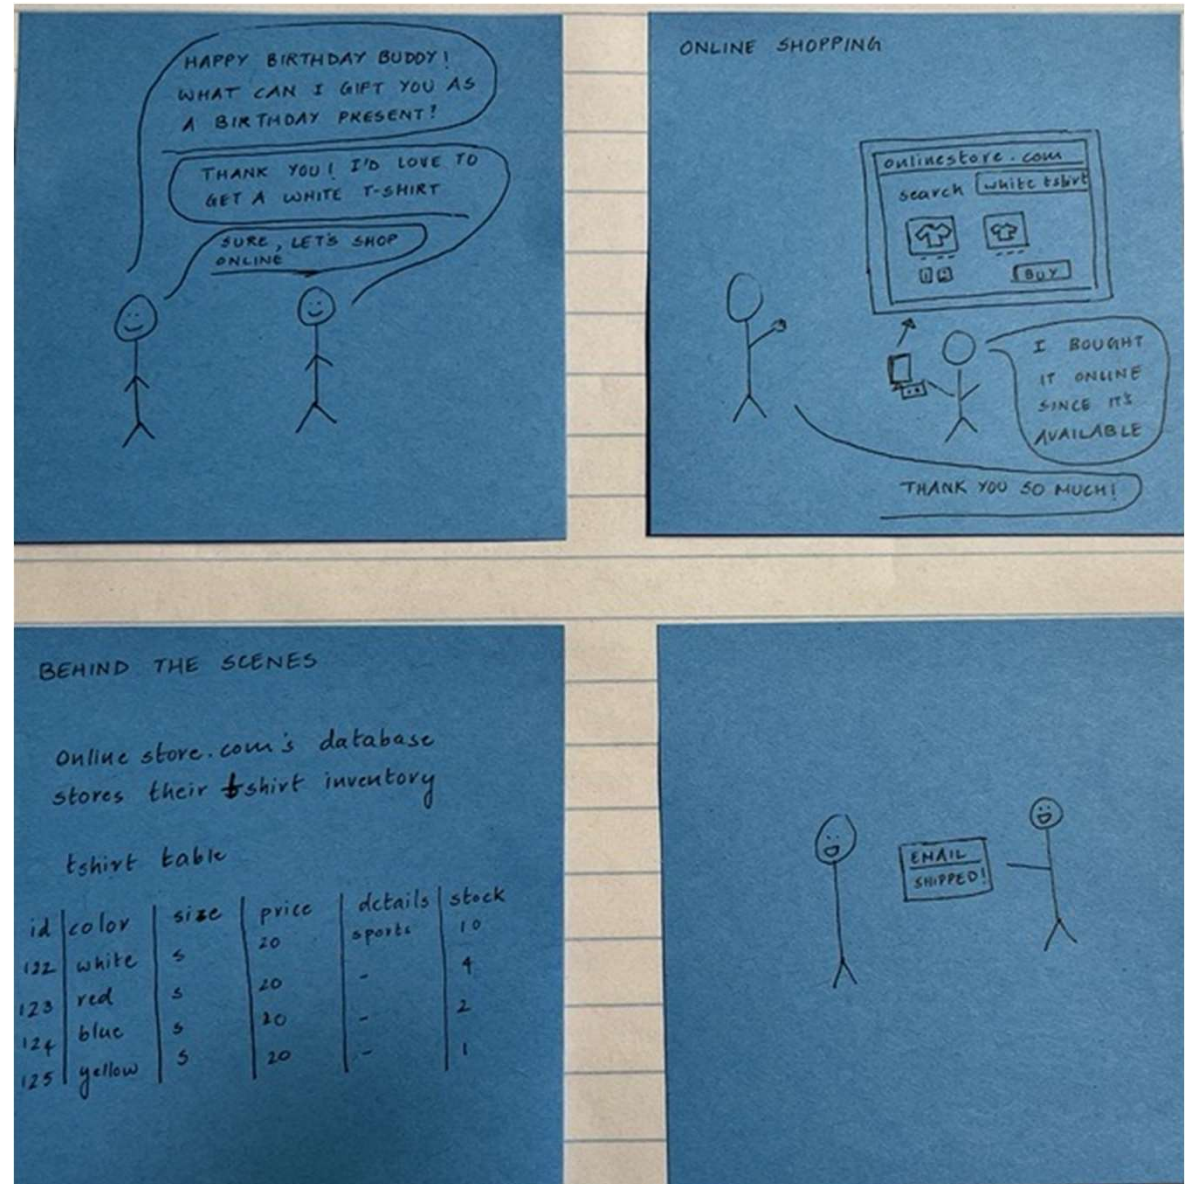 HAPPY BIRTHDAY BUDDY!
WHAT CAN I GIFT YOU AS
A BIRTHDAY PRESENT?
THANK YOU! I'D LOVE TO
GET A WHITE T-SHIRT
SURE, LET'S SHOP
ONLINE
ONLINE SHOPPING
onlinestore.com
search white tshirt
BUY
I BOUGHT
IT ONLINE
SINCE IT'S
AVAILABLE
THANK YOU SO MUCH!
BEHIND THE SCENES
Online store.com's database
stores their tshirt inventory
tshirt table
id color size price details stock
122 white s 20 sports 10
123 red s 20 - 4
124 blue s 20 - 2
125 yellow s 20 - 1
EMAIL
SHIPPED!